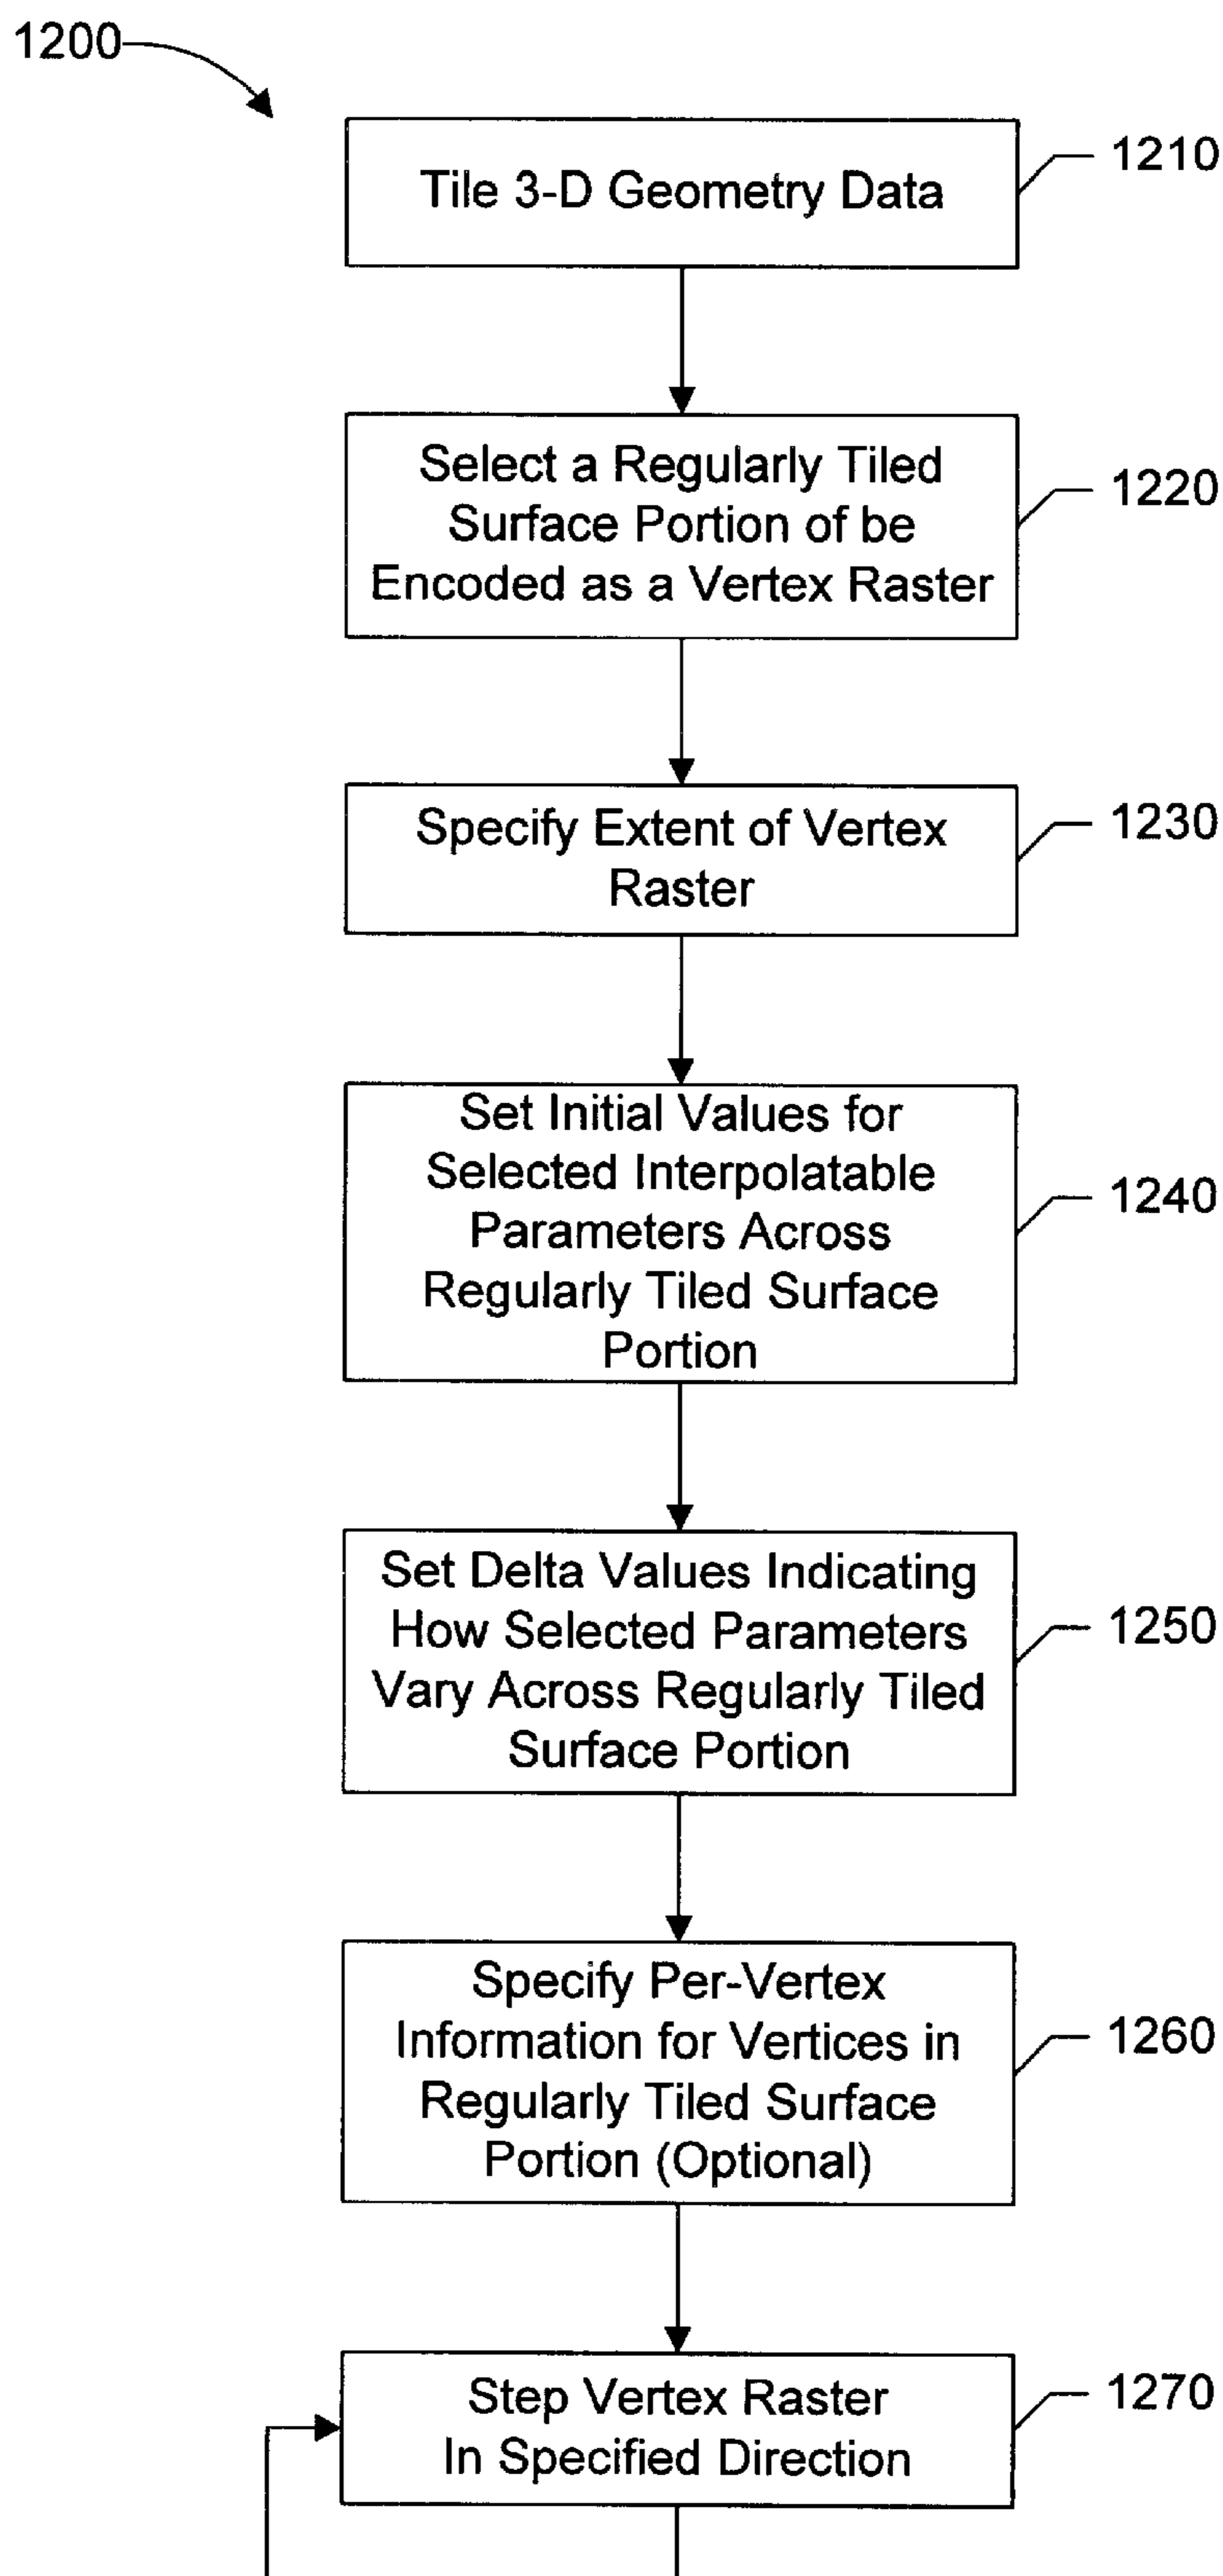 1200
Tile 3-D Geometry Data
1210
Select a Regularly Tiled
Surface Portion of be
Encoded as a Vertex Raster
1220
Specify Extent of Vertex
Raster
1230
Set Initial Values for
Selected Interpolatable
Parameters Across
Regularly Tiled Surface
Portion
1240
Set Delta Values Indicating
How Selected Parameters
Vary Across Regularly Tiled
Surface Portion
1250
Specify Per-Vertex
Information for Vertices in
Regularly Tiled Surface
Portion (Optional)
1260
Step Vertex Raster
In Specified Direction
1270